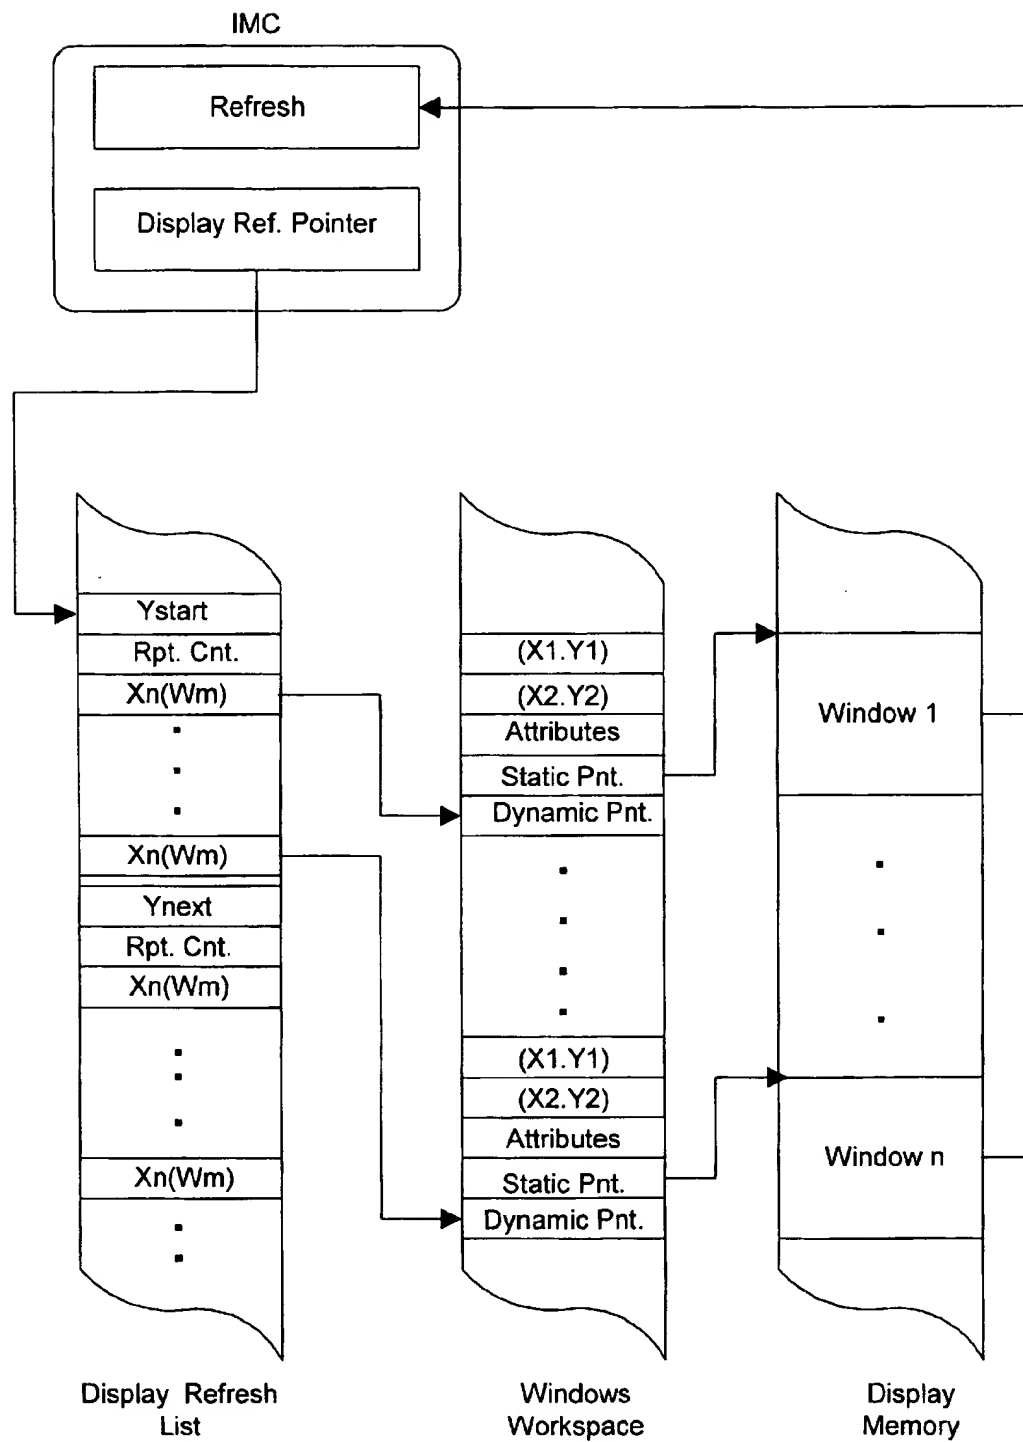 IMC
Refresh
Display Ref. Pointer
Ystart
Rpt. Cnt.
Xn(Wm)
Xn(Wm)
Ynext
Rpt. Cnt.
Xn(Wm)
Xn(Wm)
Display Refresh
List
(X1.Y1)
(X2.Y2)
Attributes
Static Pnt.
Dynamic Pnt.
(X1.Y1)
(X2.Y2)
Attributes
Static Pnt.
Dynamic Pnt.
Windows
Workspace
Window 1
Window n
Display
Memory